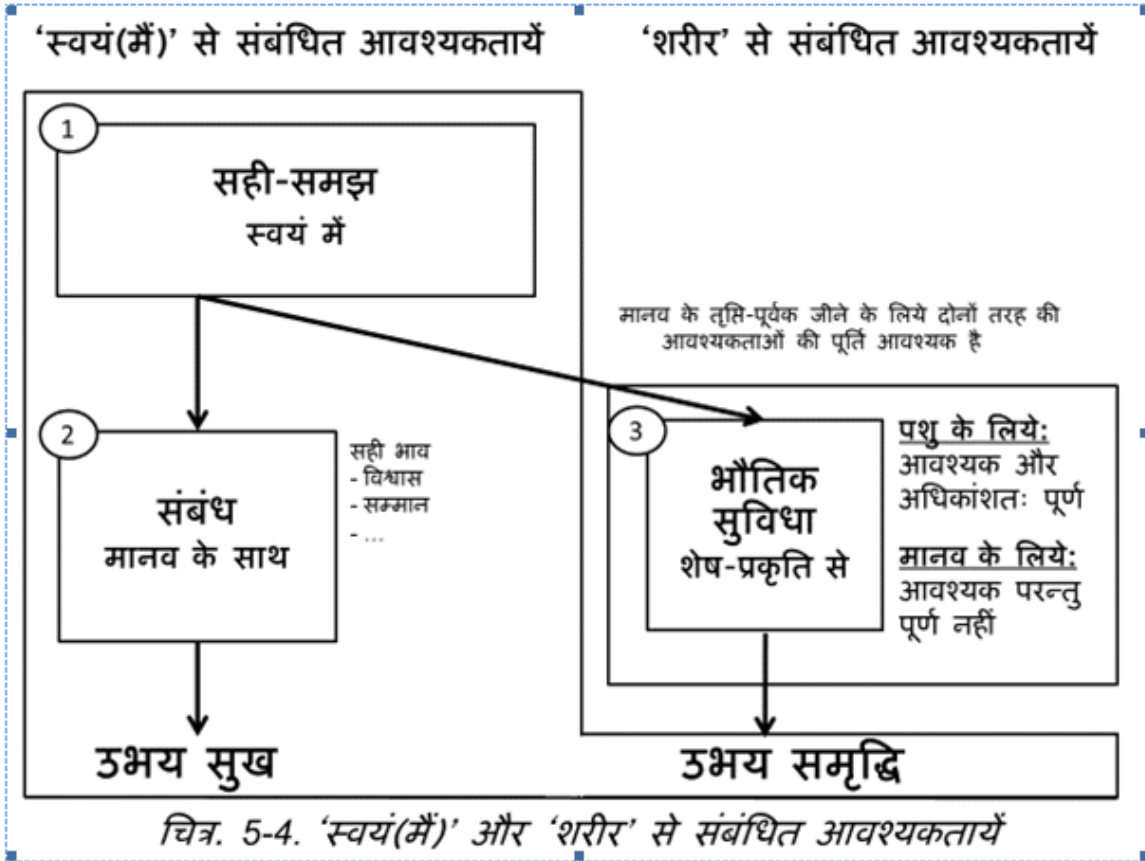 ‘स्वयं(मैं)’ से संबंधित आवश्यकतायें
‘शरीर’ से संबंधित आवश्यकतायें
1
सही-समझ
स्वयं में
मानव के तृप्ति-पूर्वक जीने के लिये दोनों तरह की
आवश्यकताओं की पूर्ति आवश्यक है
2
संबंध
मानव के साथ
सही भाव
- विश्वास
- सम्मान
- ...
3
भौतिक
सुविधा
शेष-प्रकृति से
पशु के लिये:
आवश्यक और
अधिकांशतः पूर्ण
मानव के लिये:
आवश्यक परन्तु
पूर्ण नहीं
उभय सुख
उभय समृद्धि
चित्र. 5-4. ‘स्वयं(मैं)’ और ‘शरीर’ से संबंधित आवश्यकतायें